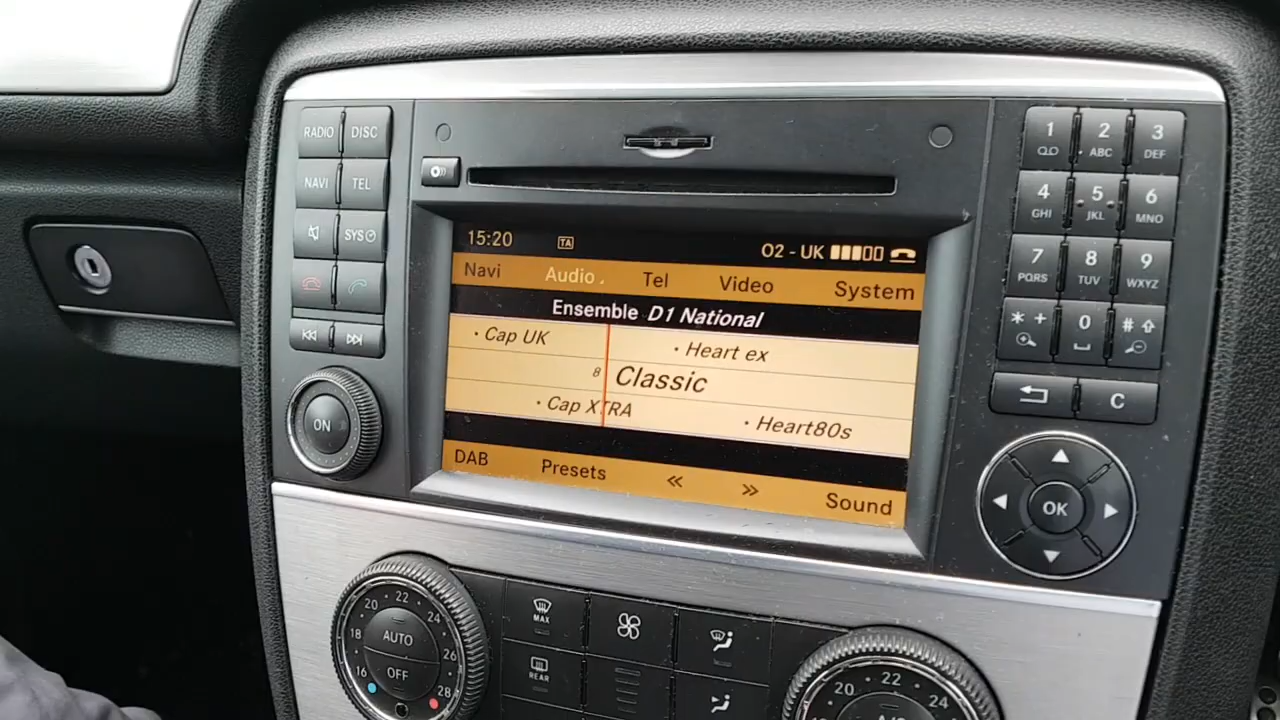 RADIO DISC
NAVI TEL
SYS
ON
15:20 TA O2 - UK
Navi Audio Tel Video System
Ensemble D1 National
• Cap UK • Heart ex
8 Classic
• Cap XTRA • Heart80s
DAB Presets << >> Sound
1 2 ABC 3 DEF
4 GHI 5 JKL 6 MNO
7 PQRS 8 TUV 9 WXYZ
* + 0 #
C
OK
16 18 20 22 24 26 28
AUTO
OFF
MAX
REAR
20 22 24